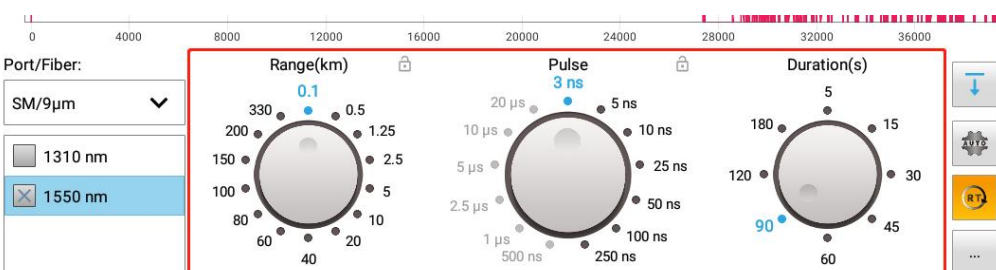 0 4000 8000 12000 16000 20000 24000 28000 32000 36000
Port/Fiber:
SM/9μm
1310 nm
1550 nm
Range(km)
0.1
0.5
1.25
2.5
5
10
20
40
60
80
100
150
200
330
Pulse
3 ns
5 ns
10 ns
25 ns
50 ns
100 ns
250 ns
500 ns
1 μs
2.5 μs
5 μs
10 μs
20 μs
Duration(s)
5
15
30
45
60
90
120
180
AUTO
RT
...